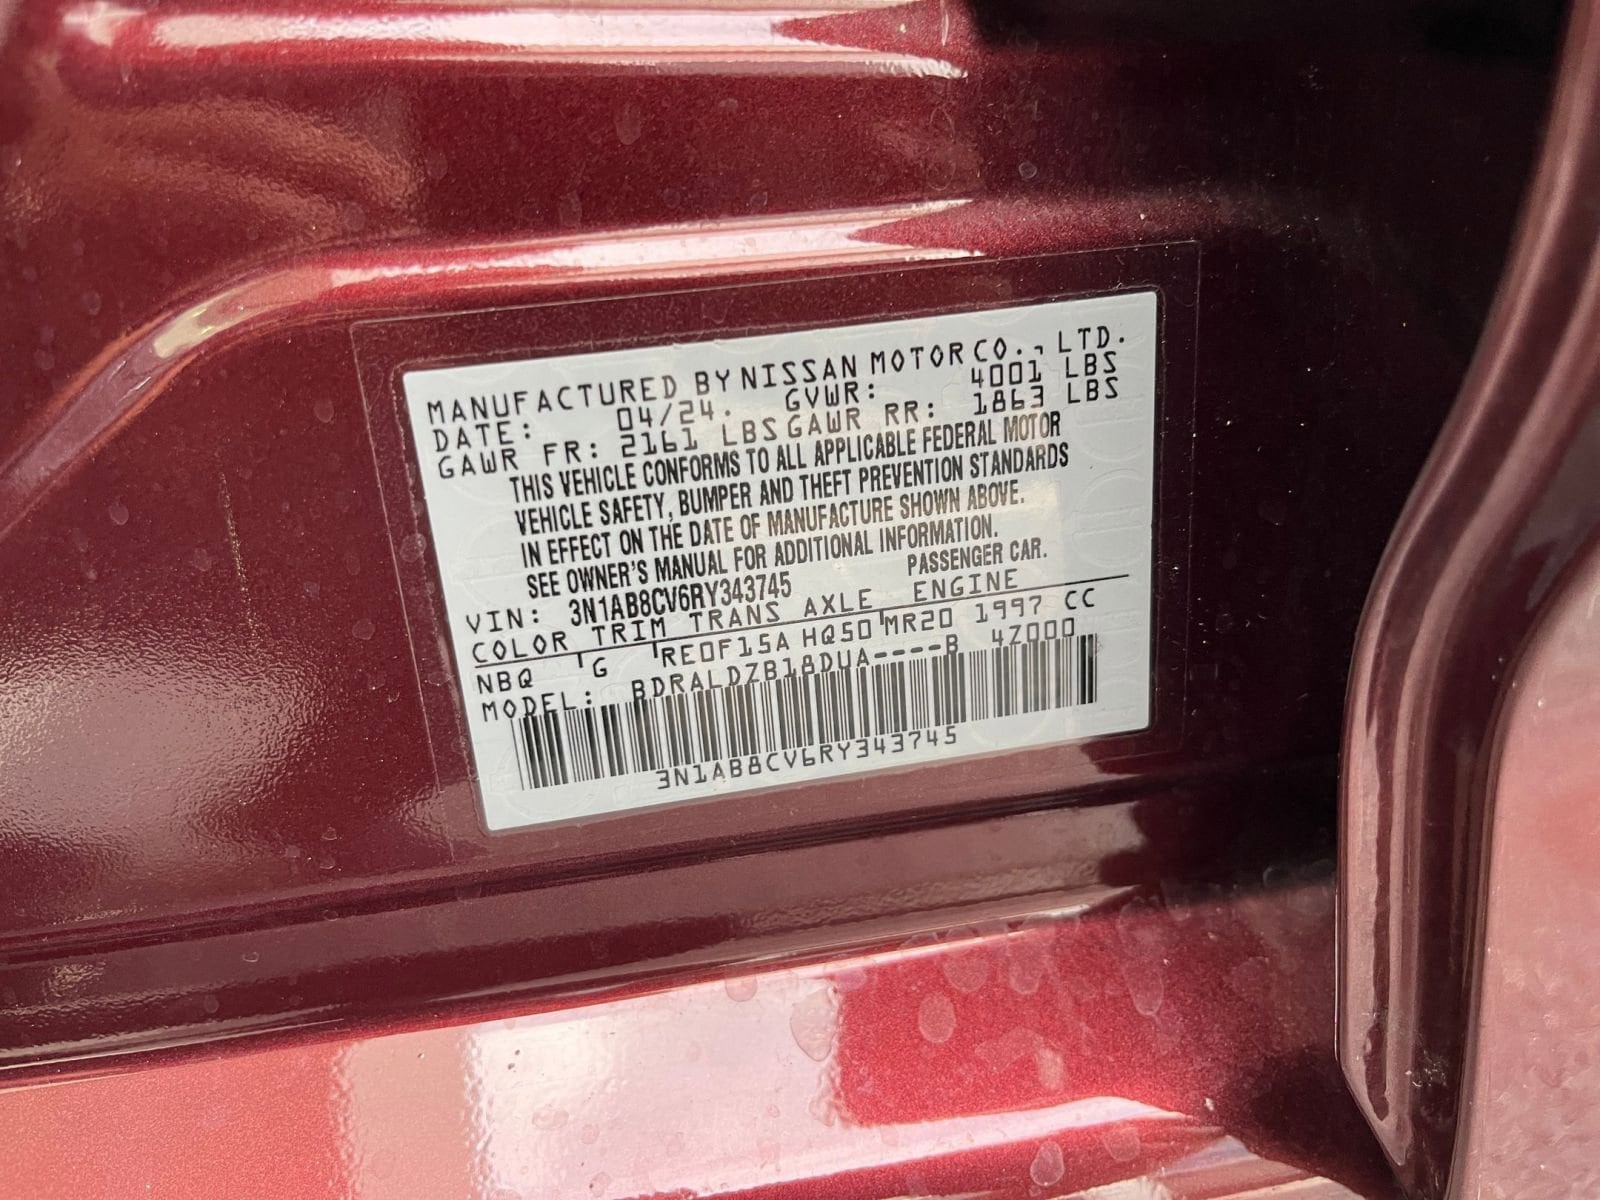 MANUFACTURED BY NISSAN MOTOR CO., LTD.
DATE: 04/24. GVWR: 4001 LBS
GAWR FR: 2161 LBS GAWR RR: 1863 LBS
THIS VEHICLE CONFORMS TO ALL APPLICABLE FEDERAL MOTOR
VEHICLE SAFETY, BUMPER AND THEFT PREVENTION STANDARDS
IN EFFECT ON THE DATE OF MANUFACTURE SHOWN ABOVE.
SEE OWNER'S MANUAL FOR ADDITIONAL INFORMATION.
PASSENGER CAR.
VIN: 3N1AB8CV6RY343745
COLOR TRIM TRANS AXLE ENGINE
NBQ G RE0F15A HQ50 MR20 1997 CC
MODEL: BDRALDZB18DUA----B 4Z000
3N1AB8CV6RY343745